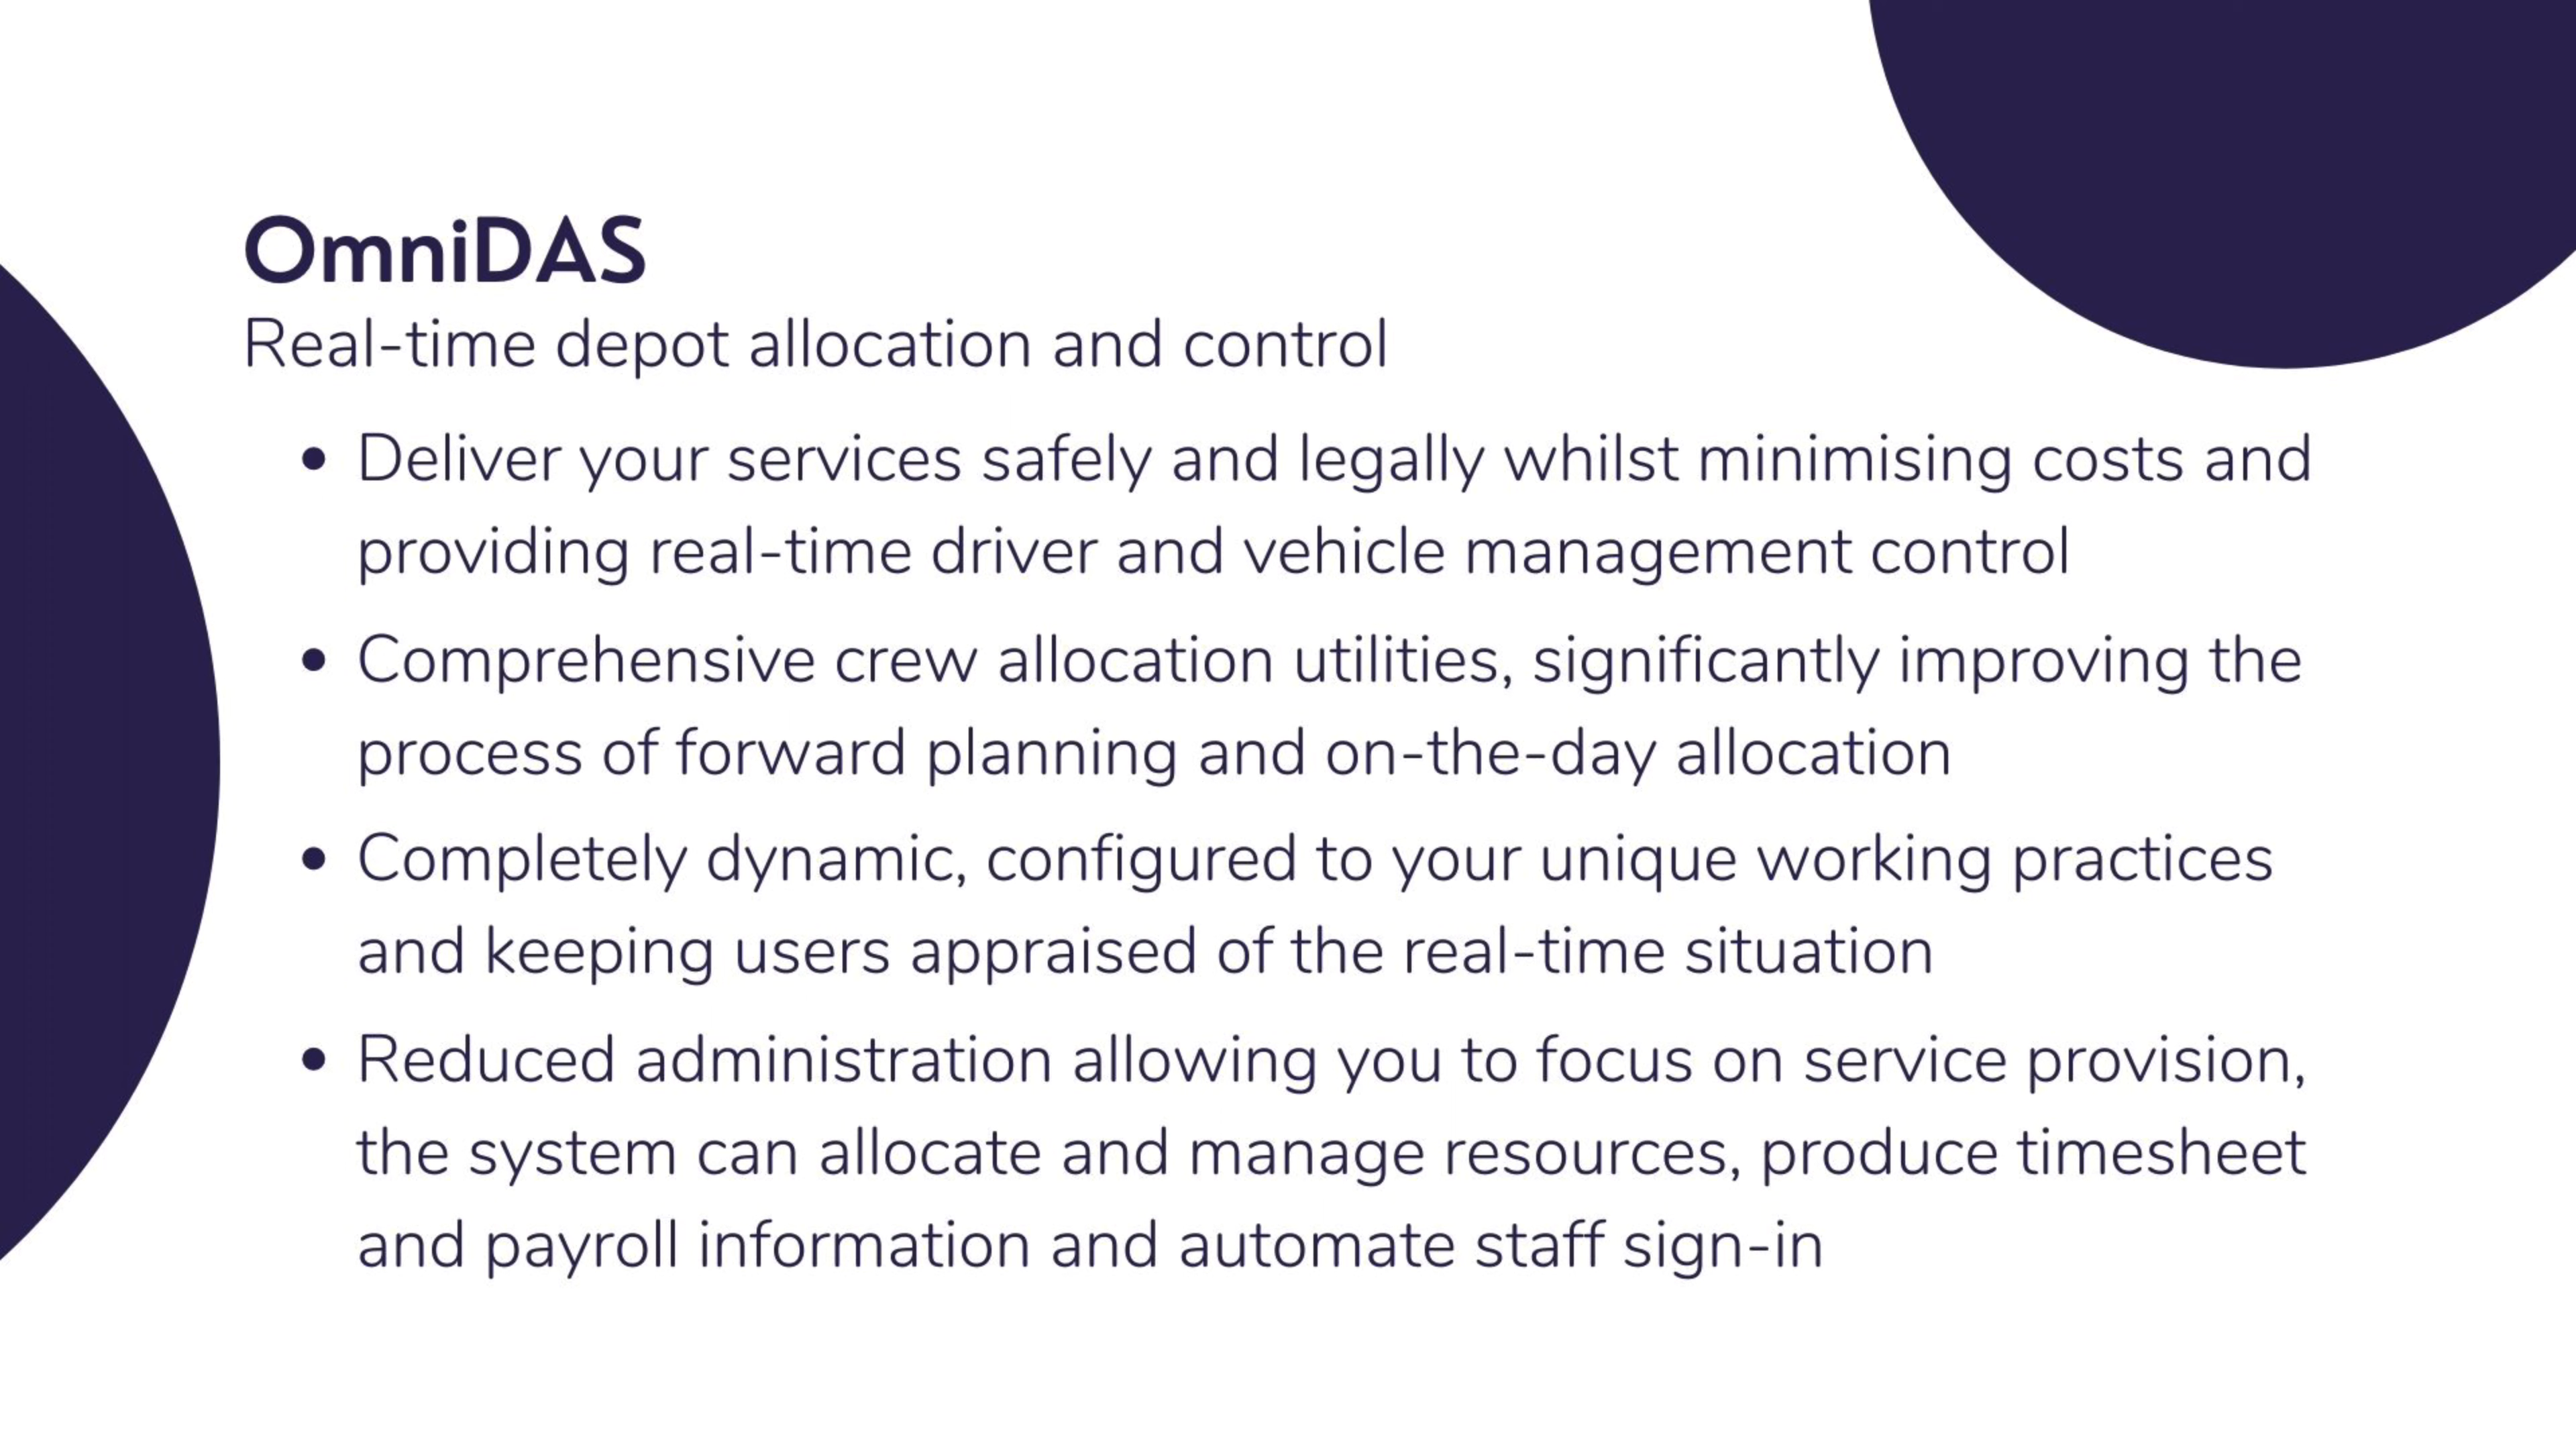 OmniDAS
Real-time depot allocation and control
• Deliver your services safely and legally whilst minimising costs and
providing real-time driver and vehicle management control
• Comprehensive crew allocation utilities, significantly improving the
process of forward planning and on-the-day allocation
• Completely dynamic, configured to your unique working practices
and keeping users appraised of the real-time situation
• Reduced administration allowing you to focus on service provision,
the system can allocate and manage resources, produce timesheet
and payroll information and automate staff sign-in